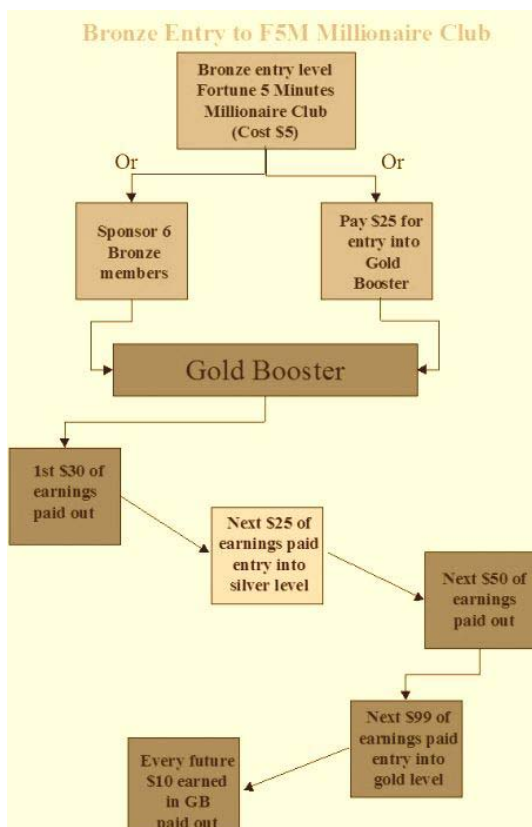 Bronze Entry to F5M Millionaire Club
Bronze entry level
Fortune 5 Minutes
Millionaire Club
(Cost $5)
Or
Or
Sponsor 6
Bronze
members
Pay $25 for
entry into
Gold
Booster
Gold Booster
1st $30 of
earnings
paid out
Next $25 of
earnings paid
entry into
silver level
Next $50 of
earnings
paid out
Next $99 of
earnings paid
entry into
gold level
Every future
$10 earned
in GB
paid out